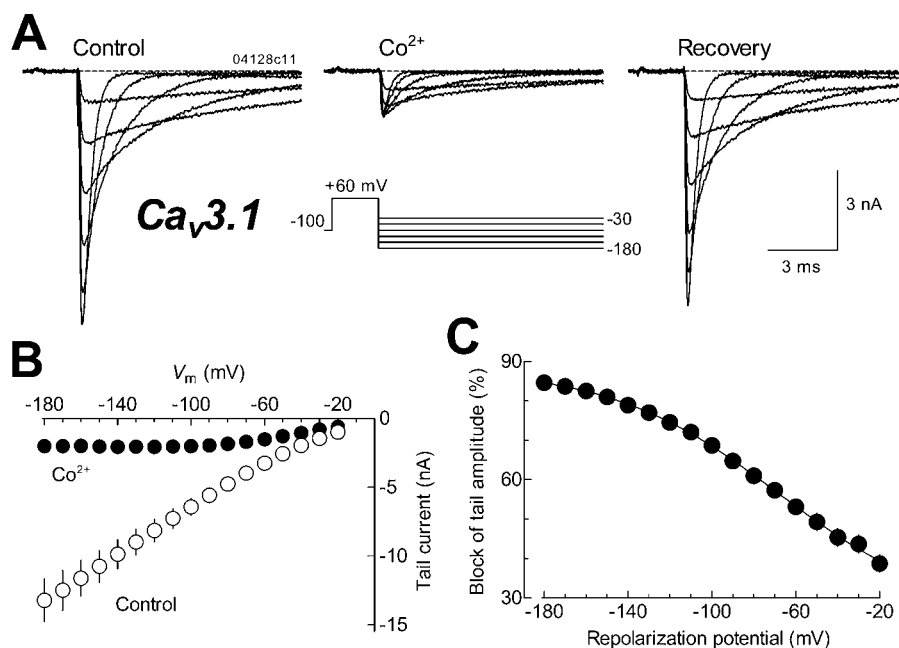 A
Control
Co²⁺
Recovery
04128c11
+60 mV
-100
-30
-180
Caᵥ3.1
3 nA
3 ms
B
Vₘ (mV)
-180 -140 -100 -60 -20
0
-5
-10
-15
Tail current (nA)
Co²⁺
Control
C
90
60
30
Block of tail amplitude (%)
-180 -140 -100 -60 -20
Repolarization potential (mV)